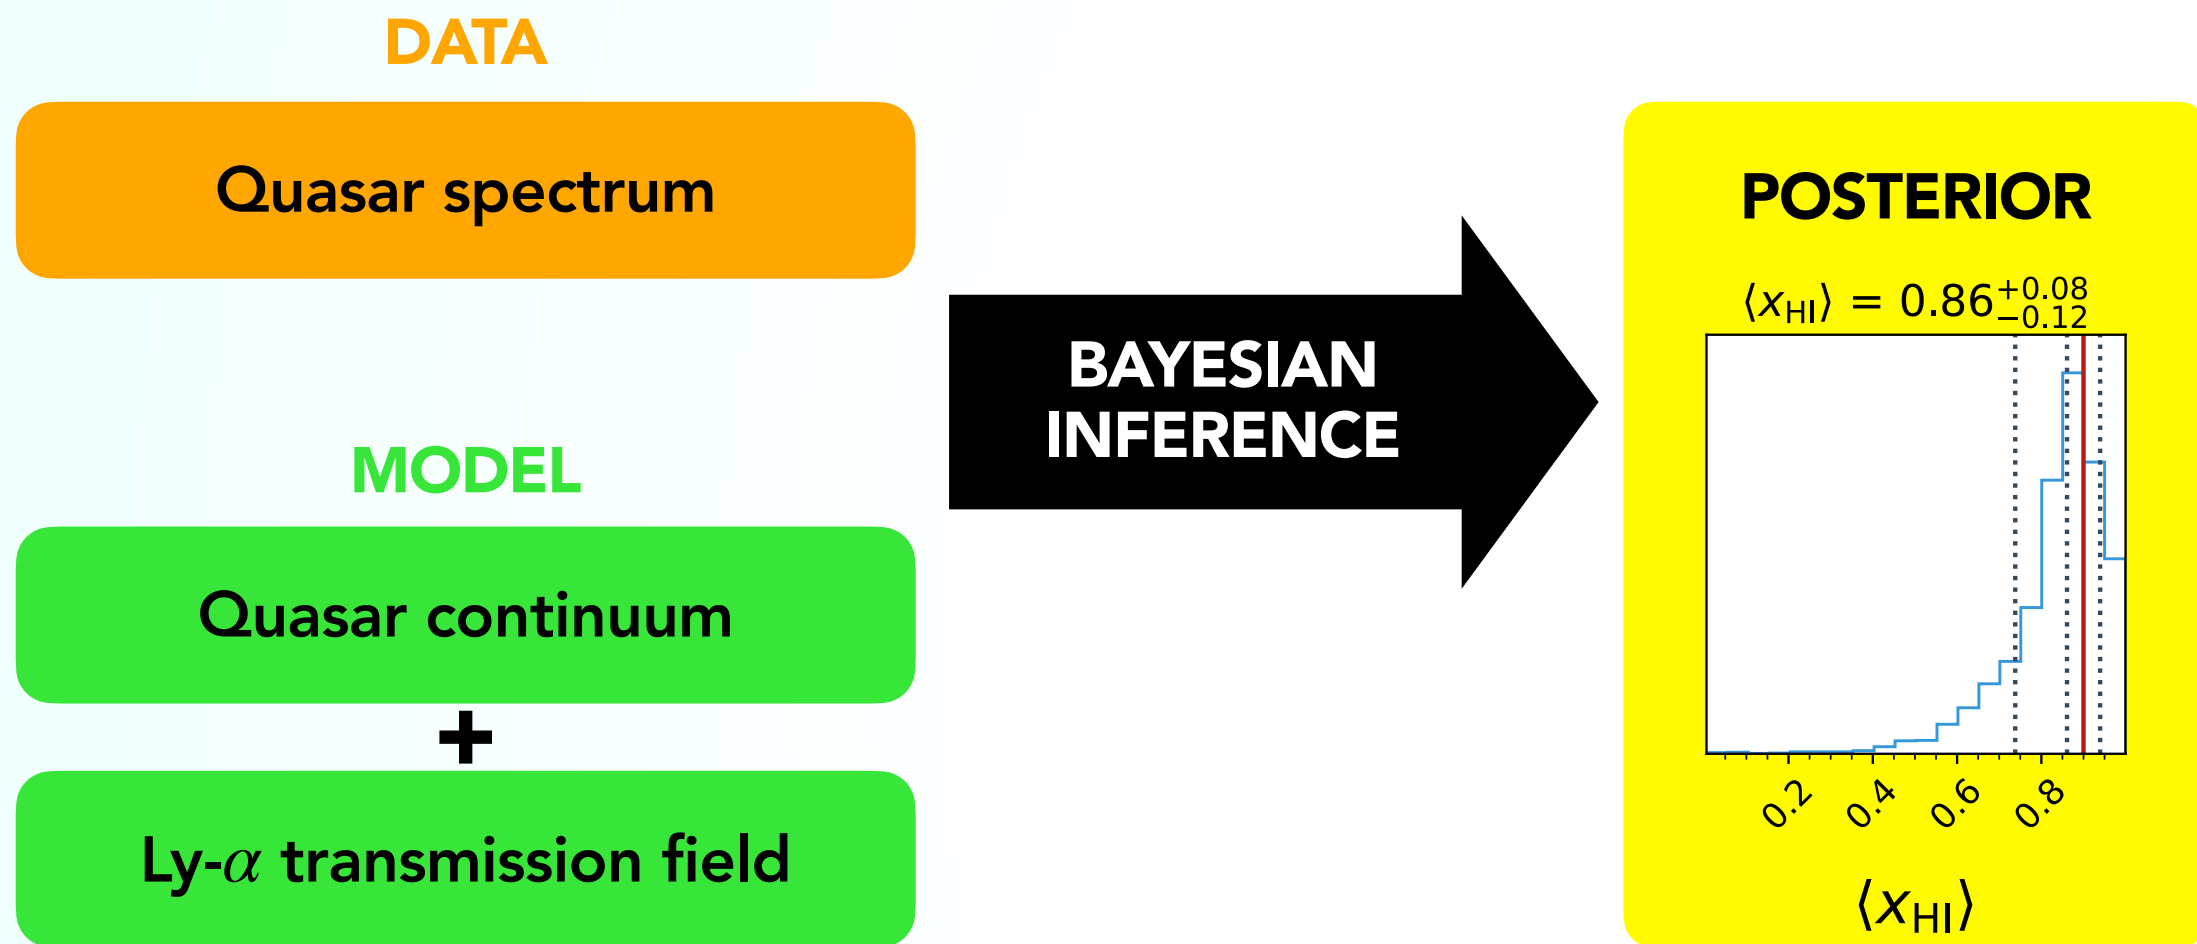 DATA
Quasar spectrum
MODEL
Quasar continuum
+
Ly-α transmission field
BAYESIAN
INFERENCE
POSTERIOR
⟨x_HI⟩ = 0.86^{+0.08}_{−0.12}
0.2 0.4 0.6 0.8
⟨x_HI⟩